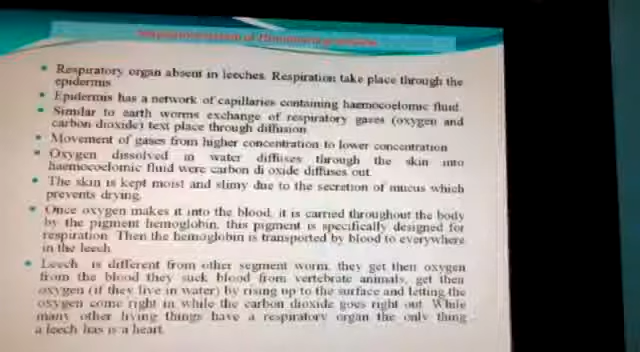 Respiratory system of Hirudinaria granulosa
• Respiratory organ absent in leeches. Respiration take place through the
epidermis.
• Epidermis has a network of capillaries containing haemocoelomic fluid.
• Similar to earth worms exchange of respiratory gases (oxygen and
carbon dioxide) text place through diffusion.
• Movement of gases from higher concentration to lower concentration
• Oxygen dissolved in water diffuses through the skin into
haemocoelomic fluid were carbon di oxide diffuses out.
• The skin is kept moist and slimy due to the secretion of mucus which
prevents drying.
• Once oxygen makes it into the blood, it is carried throughout the body
by the pigment hemoglobin, this pigment is specifically designed for
respiration. Then the hemoglobin is transported by blood to everywhere
in the leech.
• Leech is different from other segment worm, they get then oxygen
from the blood they suck blood from vertebrate animals, get then
oxygen (if they live in water) by rising up to the surface and letting the
oxygen come right in while the carbon dioxide goes right out. While
many other living things have a respiratory organ the only thing
a leech has is a heart.